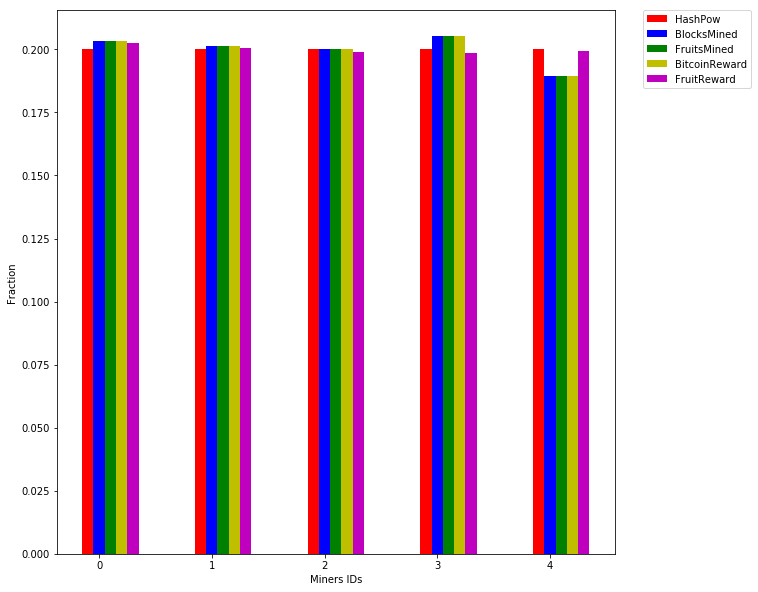 HashPow
BlocksMined
FruitsMined
BitcoinReward
FruitReward
0.200
0.175
0.150
0.125
0.100
0.075
0.050
0.025
0.000
Fraction
0 1 2 3 4
Miners IDs